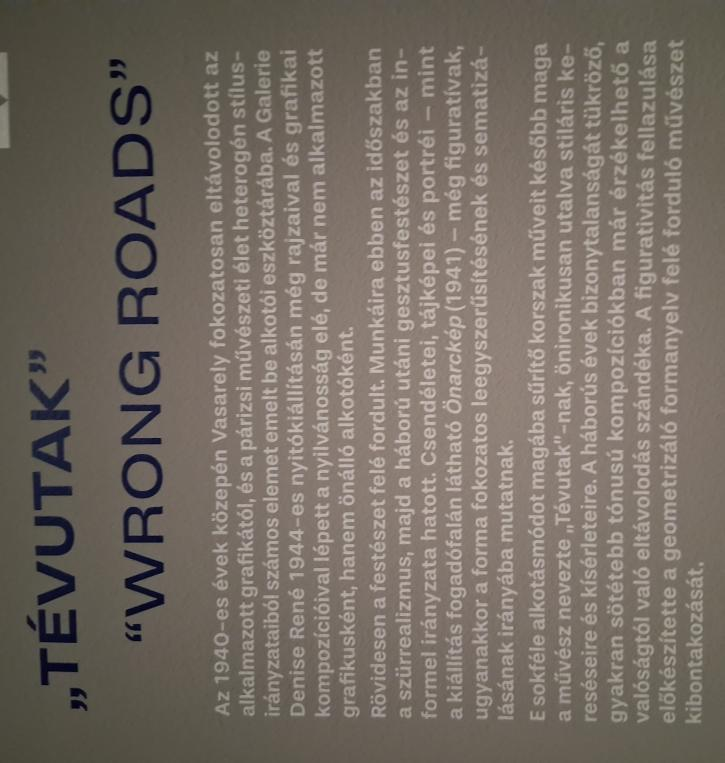 „TÉVUTAK”
“WRONG ROADS”
Az 1940-es évek közepén Vasarely fokozatosan eltávolodott az
alkalmazott grafikától, és a párizsi művészeti élet heterogén stílus-
irányzataiból számos elemet emelt be alkotói eszköztárába. A Galerie
Denise René 1944-es nyitókiállításán még rajzaival és grafikai
kompozícióival lépett a nyilvánosság elé, de már nem alkalmazott
grafikusként, hanem önálló alkotóként.
Rövidesen a festészet felé fordult. Munkáira ebben az időszakban
a szürrealizmus, majd a háború utáni gesztusfestészet és az in-
formel irányzata hatott. Csendéletei, tájképei és portréi – mint
a kiállítás fogadófalán látható Önarckép (1941) – még figuratívak,
ugyanakkor a forma fokozatos leegyszerűsítésének és sematizá-
lásának irányába mutatnak.
E sokféle alkotásmódot magába sűrítő korszak műveit később maga
a művész nevezte „Tévutak”-nak, önironikusan utalva stiláris ke-
reséseire és kísérleteire. A háborús évek bizonytalanságát tükröző,
gyakran sötétebb tónusú kompozíciókban már érzékelhető a
valóságtól való eltávolodás szándéka. A figurativitás fellazulása
előkészítette a geometrizáló formanyelv felé forduló művészet
kibontakozását.